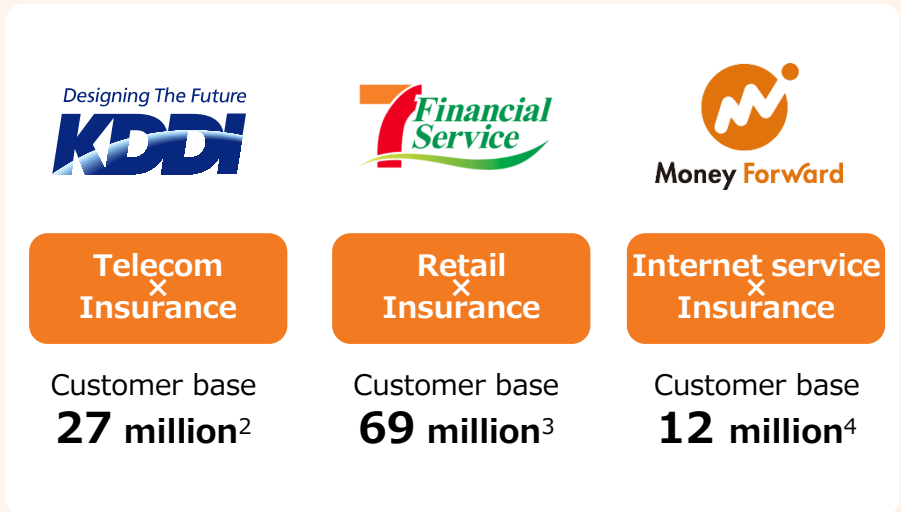 Designing The Future
KDDI
7 Financial
Service
Money Forward
Telecom
×
Insurance
Retail
×
Insurance
Internet service
×
Insurance
Customer base
27 million2
Customer base
69 million3
Customer base
12 million4